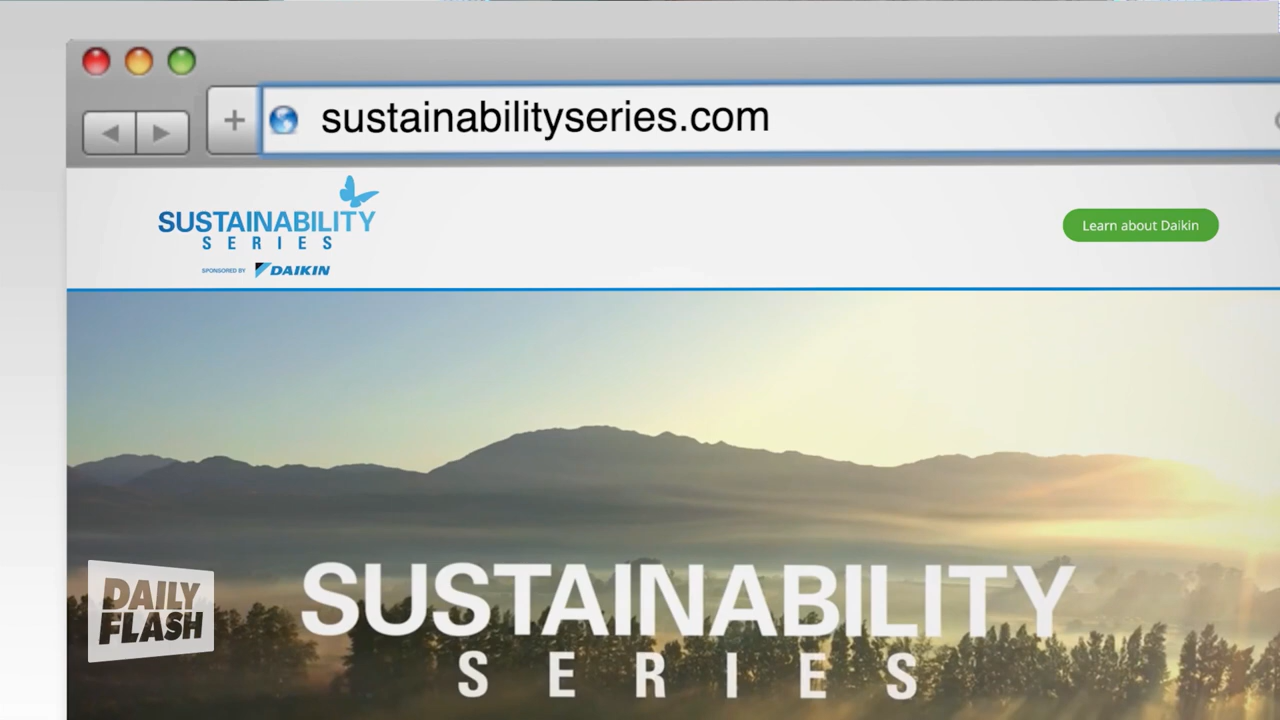 sustainabilityseries.com
SUSTAINABILITY
SERIES
SPONSORED BY DAIKIN
Learn about Daikin
SUSTAINABILITY
SERIES
DAILY
FLASH